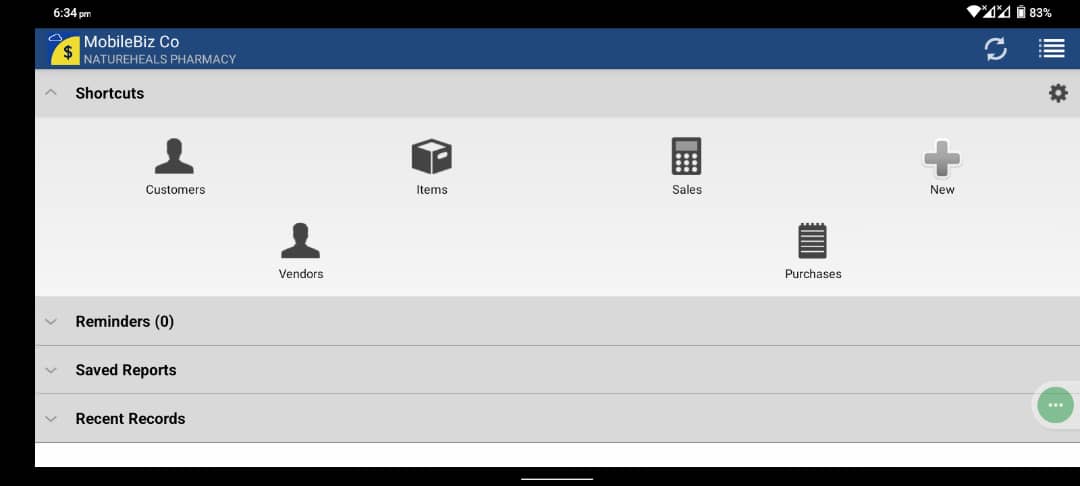 6:34 pm
83%
MobileBiz Co
NATUREHEALS PHARMACY
Shortcuts
Customers
Items
Sales
New
Vendors
Purchases
Reminders (0)
Saved Reports
Recent Records